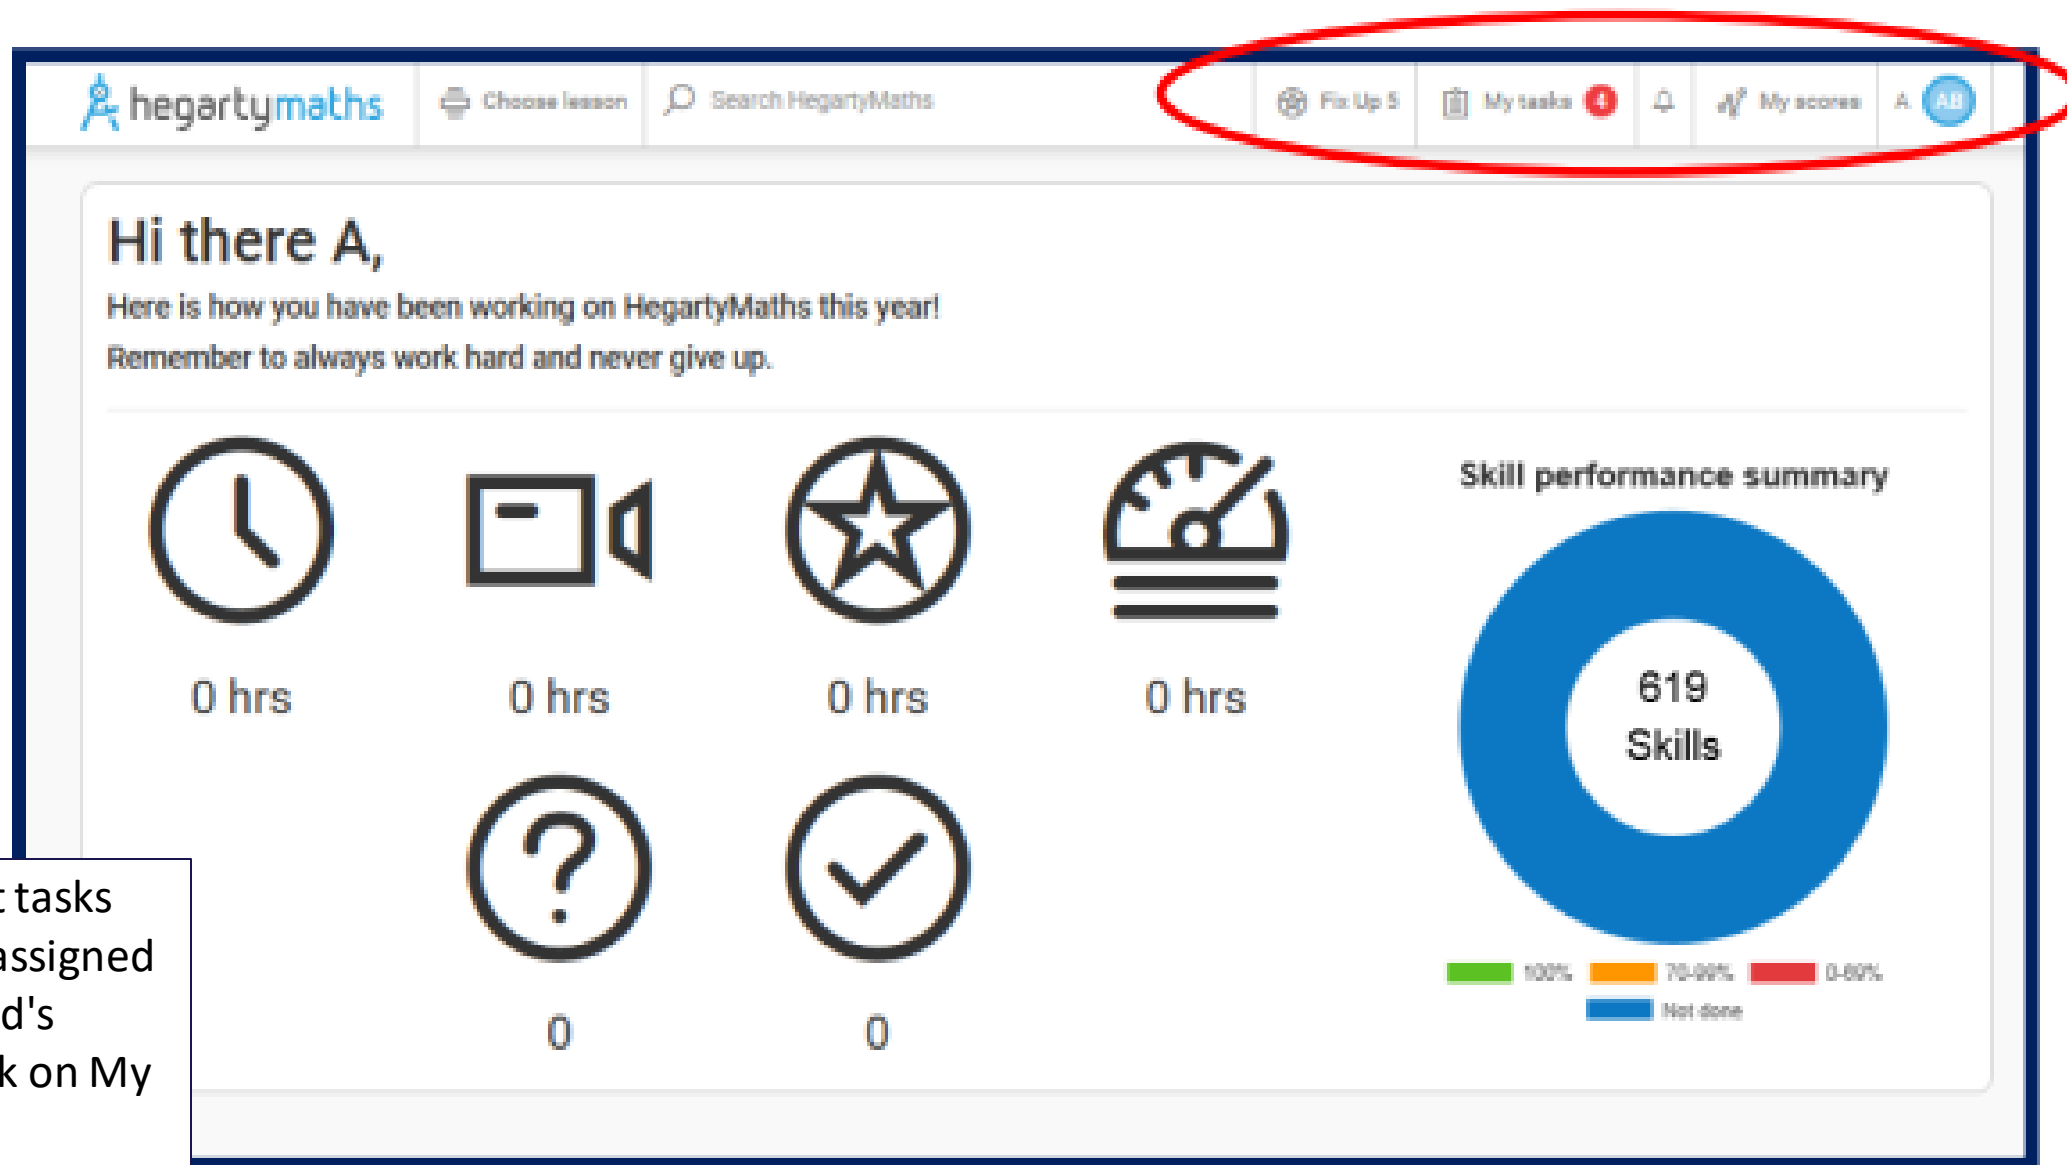 hegartymaths
Choose lesson
Search HegartyMaths
Fix Up 5
My tasks 4
My scores
A AB
Hi there A,
Here is how you have been working on HegartyMaths this year!
Remember to always work hard and never give up.
0 hrs
0 hrs
0 hrs
0 hrs
0
0
Skill performance summary
619
Skills
100% 70-99% 0-69%
Not done
t tasks
assigned
d's
k on My